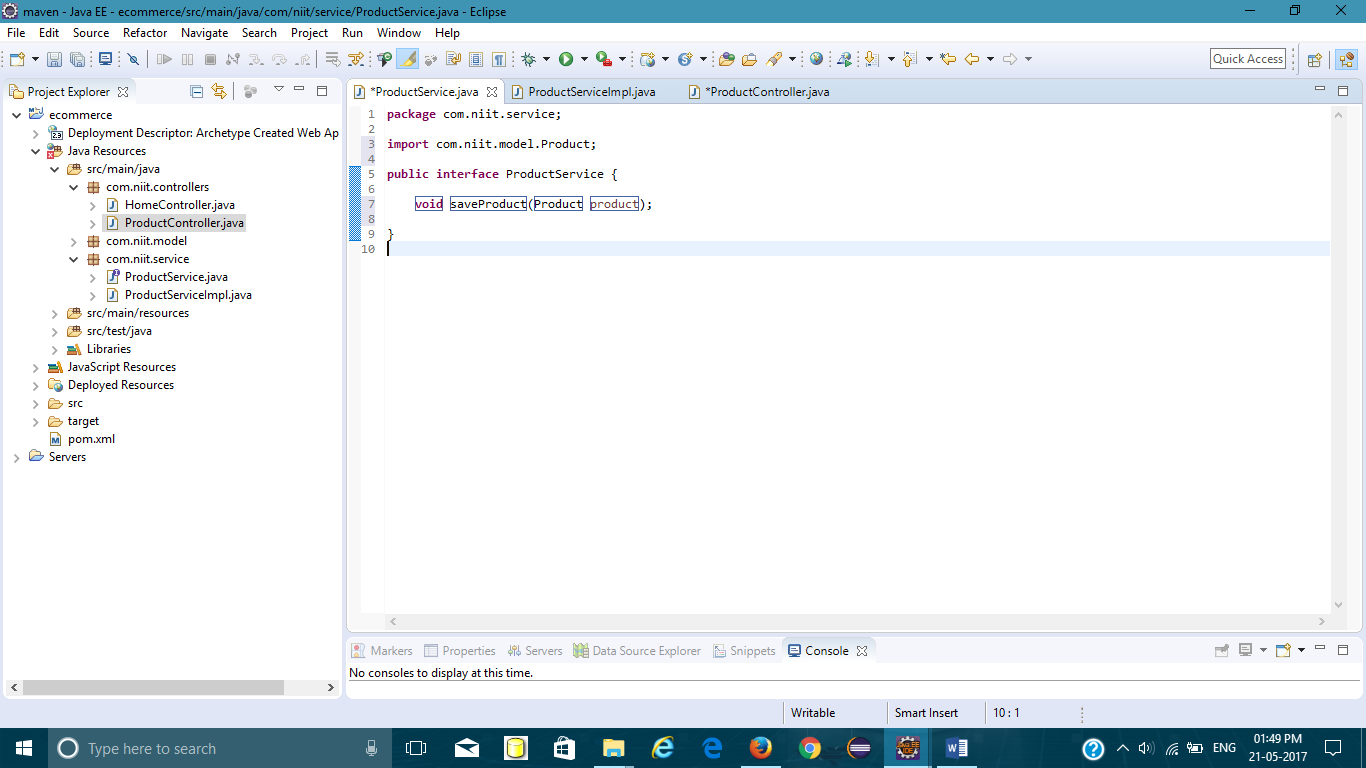 maven - Java EE - ecommerce/src/main/java/com/niit/service/ProductService.java - Eclipse
File Edit Source Refactor Navigate Search Project Run Window Help
Quick Access
Project Explorer
ecommerce
Deployment Descriptor: Archetype Created Web Ap
Java Resources
src/main/java
com.niit.controllers
HomeController.java
ProductController.java
com.niit.model
com.niit.service
ProductService.java
ProductServiceImpl.java
src/main/resources
src/test/java
Libraries
JavaScript Resources
Deployed Resources
src
target
pom.xml
Servers
*ProductService.java ProductServiceImpl.java *ProductController.java
1 package com.niit.service;
2
3 import com.niit.model.Product;
4
5 public interface ProductService {
6
7 void saveProduct(Product product);
8
9 }
10
Markers Properties Servers Data Source Explorer Snippets Console
No consoles to display at this time.
Writable Smart Insert 10 : 1
Type here to search
ENG
01:49 PM
21-05-2017